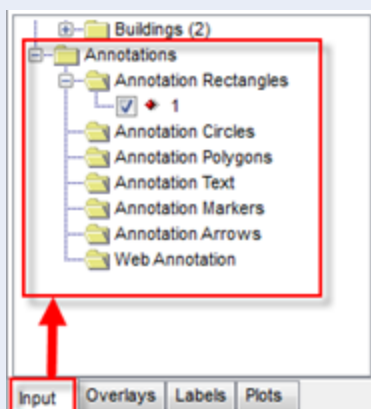 Buildings (2)
Annotations
Annotation Rectangles
1
Annotation Circles
Annotation Polygons
Annotation Text
Annotation Markers
Annotation Arrows
Web Annotation
Input Overlays Labels Plots